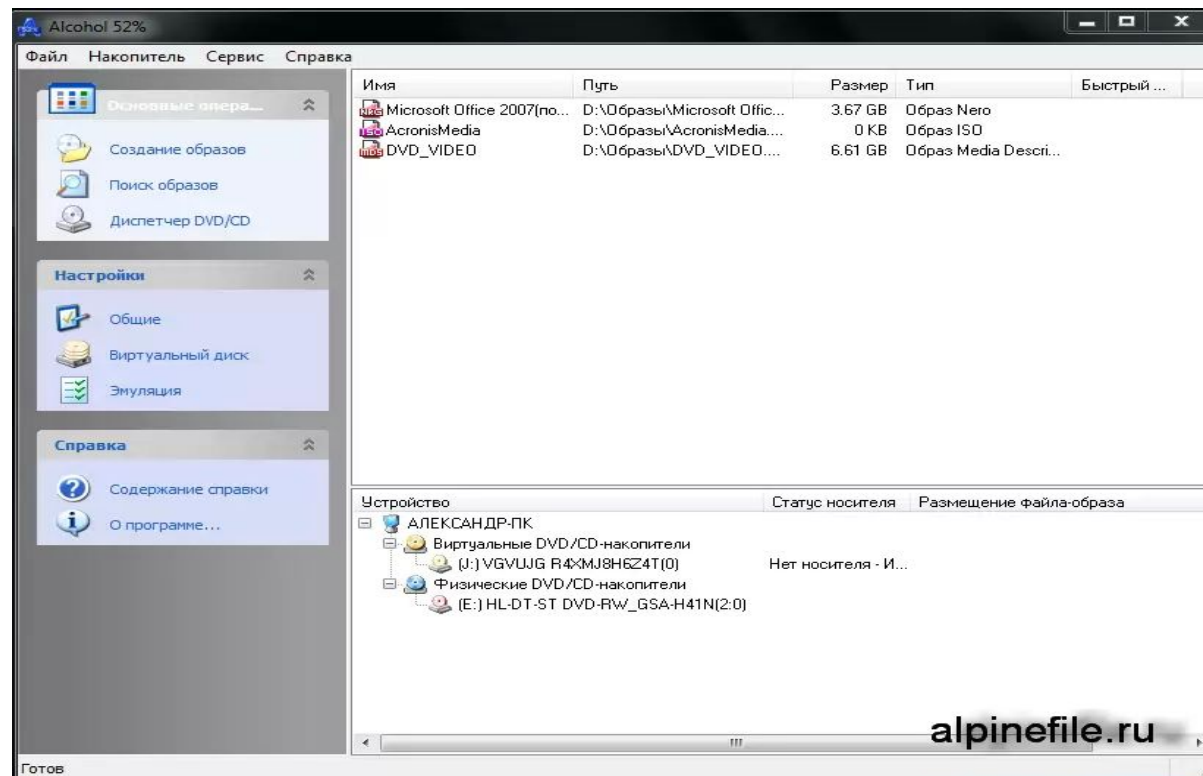 Alcohol 52%
Файл Накопитель Сервис Справка
Основные опера...
Создание образов
Поиск образов
Диспетчер DVD/CD
Настройки
Общие
Виртуальный диск
Эмуляция
Справка
Содержание справки
О программе...
Имя Путь Размер Тип Быстрый ...
Microsoft Office 2007[по... D:\Образы\Microsoft Offic... 3.67 GB Образ Nero
AcronisMedia D:\Образы\AcronisMedia.... 0 KB Образ ISO
DVD_VIDEO D:\Образы\DVD_VIDEO.... 6.61 GB Образ Media Descri...
Устройство Статус носителя Размещение файла-образа
АЛЕКСАНДР-ПК
Виртуальные DVD/CD-накопители
(J:) VGVUJG R4XMJ8H6Z4T(0) Нет носителя - И...
Физические DVD/CD-накопители
(E:) HL-DT-ST DVD-RW_GSA-H41N(2:0)
alpinefile.ru
Готов